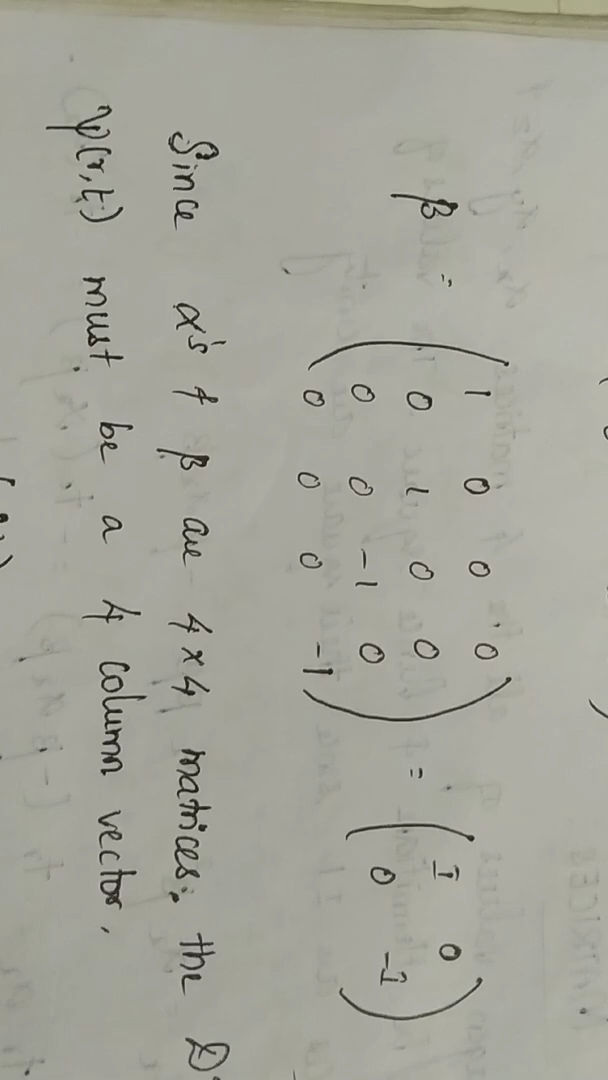 β = ( 1 0 0 0
0 1 0 0
0 0 -1 0
0 0 0 -1 ) = ( I 0
0 -I )
Since α's & β are 4×4 matrices, the
ψ(r,t) must be a 4 column vector.